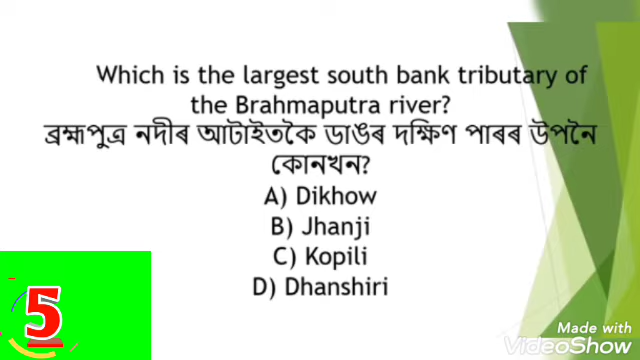 Which is the largest south bank tributary of
the Brahmaputra river?
ব্ৰহ্মপুত্ৰ নদীৰ আটাইতকৈ ডাঙৰ দক্ষিণ পাৰৰ উপনৈ
কোনখন?
A) Dikhow
B) Jhanji
C) Kopili
D) Dhanshiri
5
Made with
VideoShow